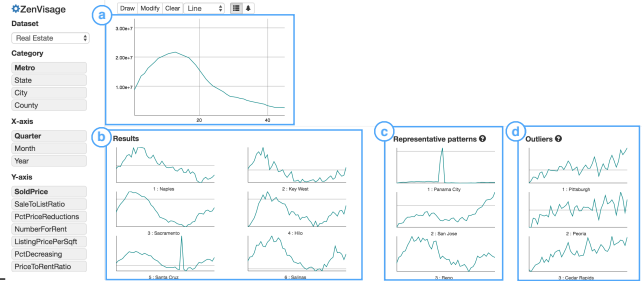 ZenVisage
Draw Modify Clear Line
Dataset
Real Estate
Category
Metro
State
City
County
X-axis
Quarter
Month
Year
Y-axis
SoldPrice
SaleToListRatio
PctPriceReductions
NumberForRent
ListingPricePerSqft
PctDecreasing
PriceToRentRatio
a
3.00e+7
2.00e+7
1.00e+7
20 40
b
Results
1 : Naples
2 : Key West
3 : Sacramento
4 : Hilo
5 : Santa Cruz
6 : Salinas
c
Representative patterns
1 : Panama City
2 : San Jose
3 : Reno
d
Outliers
1 : Pittsburgh
2 : Peoria
3 : Cedar Rapids